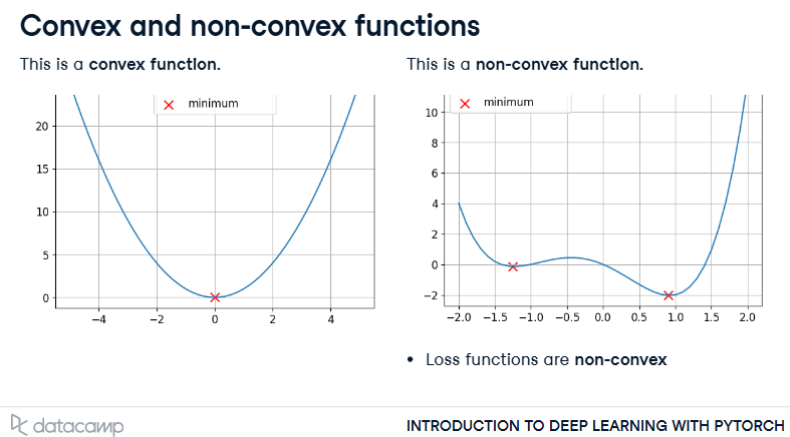 Convex and non-convex functions
This is a convex function.
This is a non-convex function.
minimum
20
15
10
5
0
−4 −2 0 2 4
minimum
10
8
6
4
2
0
−2
−2.0 −1.5 −1.0 −0.5 0.0 0.5 1.0 1.5 2.0
• Loss functions are non-convex
datacamp
INTRODUCTION TO DEEP LEARNING WITH PYTORCH